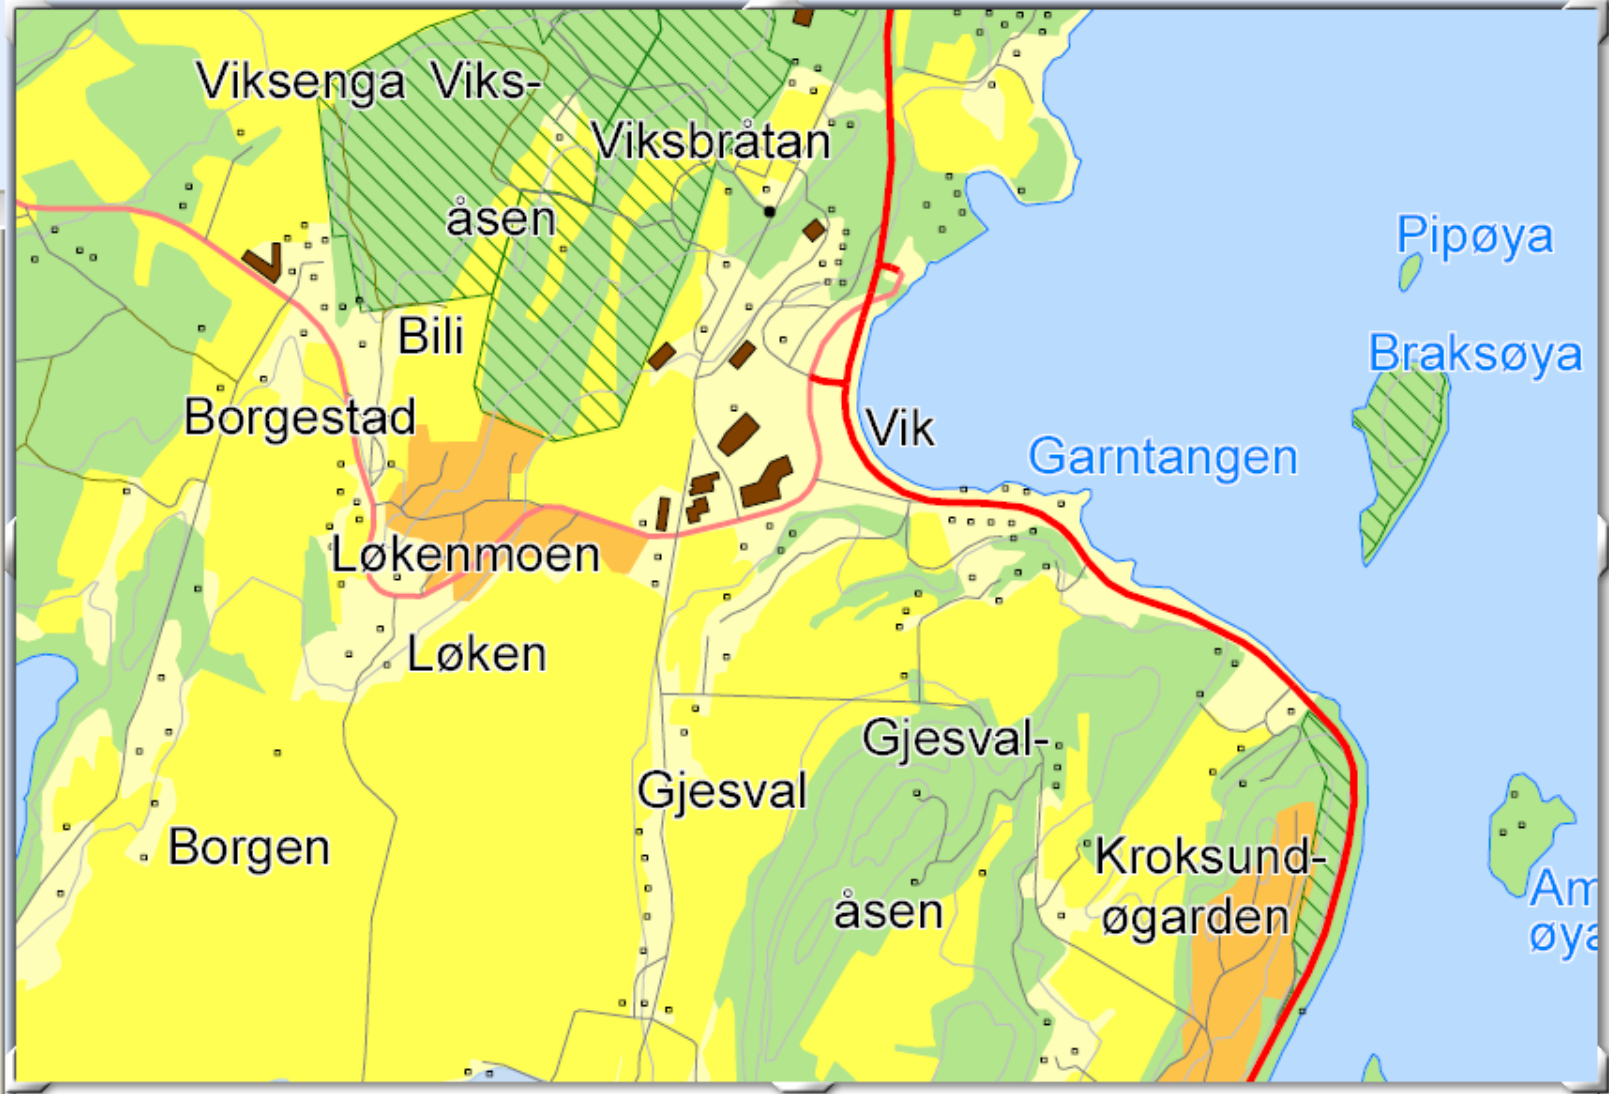 Viksenga Viks-
Viksbråtan
åsen
Pipøya
Bili
Braksøya
Borgestad
Vik
Garntangen
Løkenmoen
Løken
Gjesval-
Gjesval
Borgen
Kroksund-
åsen
øgarden
Am
øya